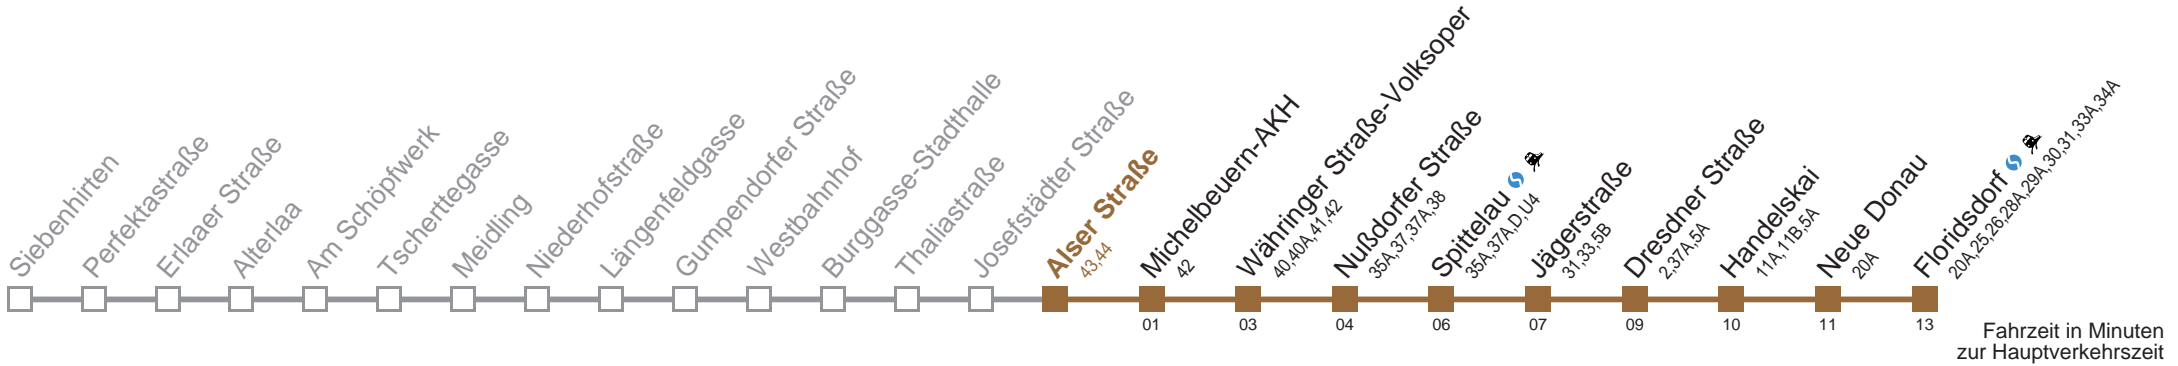 Siebenhirten
Perfektastraße
Erlaaer Straße
Alterlaa
Am Schöpfwerk
Tscherttegasse
Meidling
Niederhofstraße
Längenfeldgasse
Gumpendorfer Straße
Westbahnhof
Burggasse-Stadthalle
Thaliastraße
Josefstädter Straße
Alser Straße
43,44
Michelbeuern-AKH
42
Währinger Straße-Volksoper
40,40A,41,42
Nußdorfer Straße
35A,37,37A,38
Spittelau
35A,37A,D,U4
Jägerstraße
31,33,5B
Dresdner Straße
2,37A,5A
Handelskai
11A,11B,5A
Neue Donau
20A
Floridsdorf
20A,25,26,28A,29A,30,31,33A,34A
01
03
04
06
07
09
10
11
13
Fahrzeit in Minuten
zur Hauptverkehrszeit